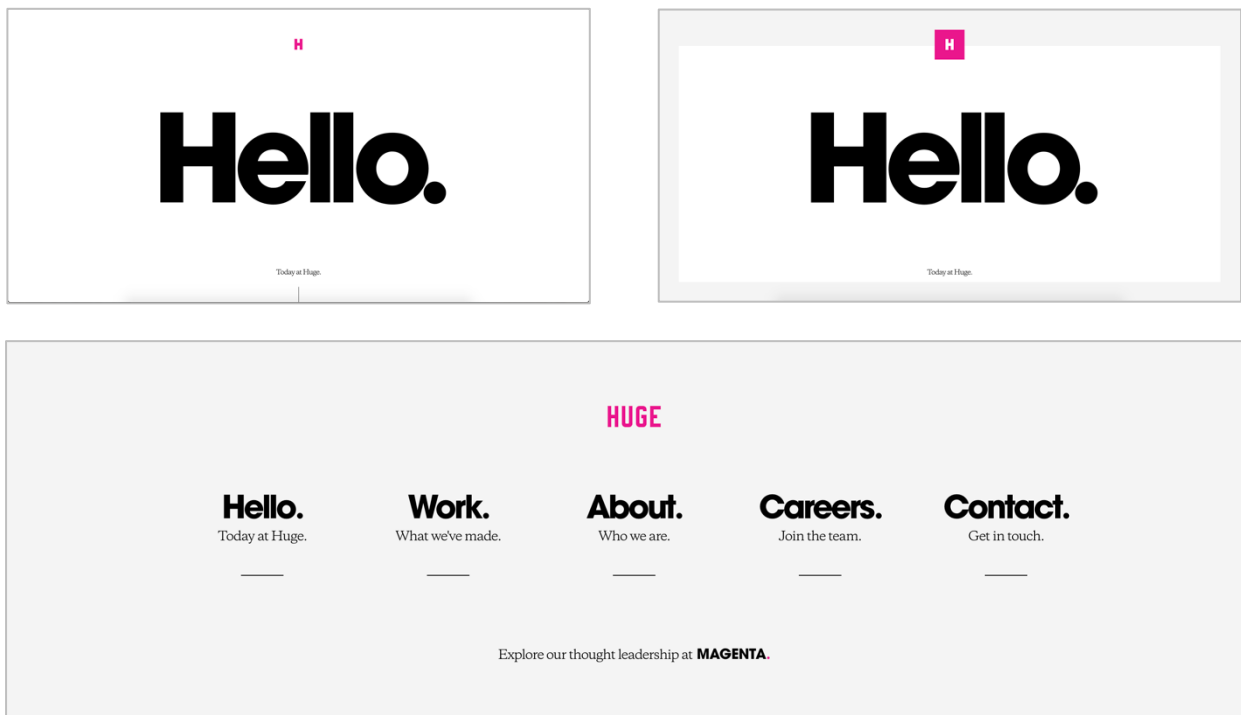 H
Hello.
Today at Huge.
H
Hello.
Today at Huge.
HUGE
Hello. Work. About. Careers. Contact.
Today at Huge. What we've made. Who we are. Join the team. Get in touch.
Explore our thought leadership at MAGENTA.